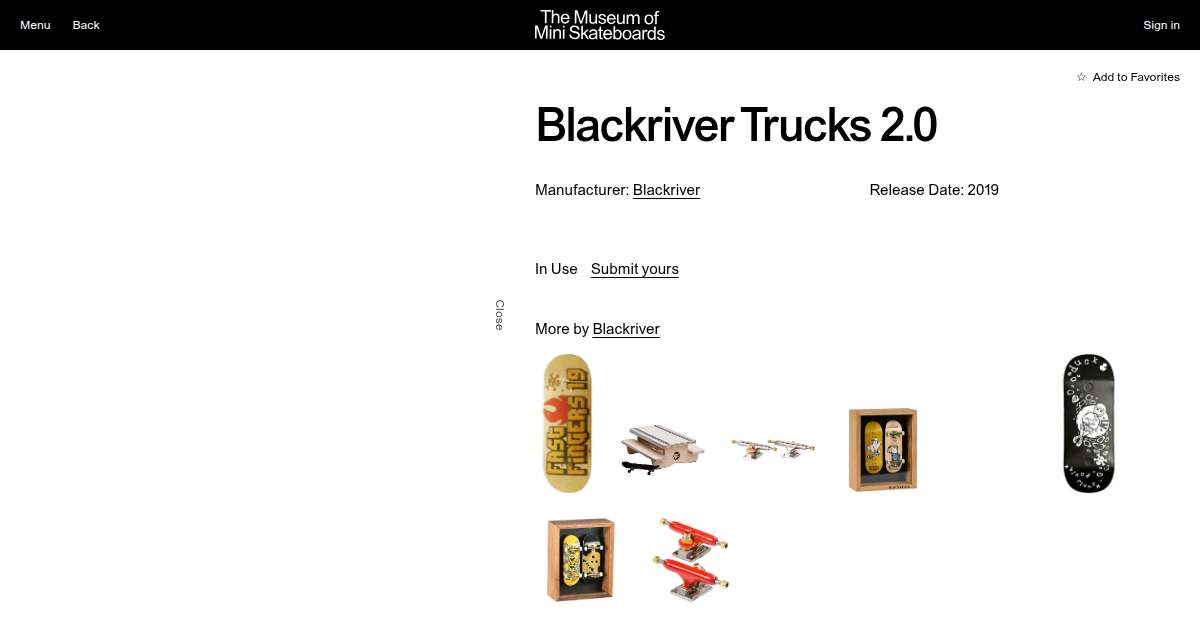 Menu
Back
The Museum of
Mini Skateboards
Sign in
☆ Add to Favorites
Blackriver Trucks 2.0
Manufacturer: Blackriver
Release Date: 2019
In Use
Submit yours
Close
More by Blackriver
FAST
FINGERS 19